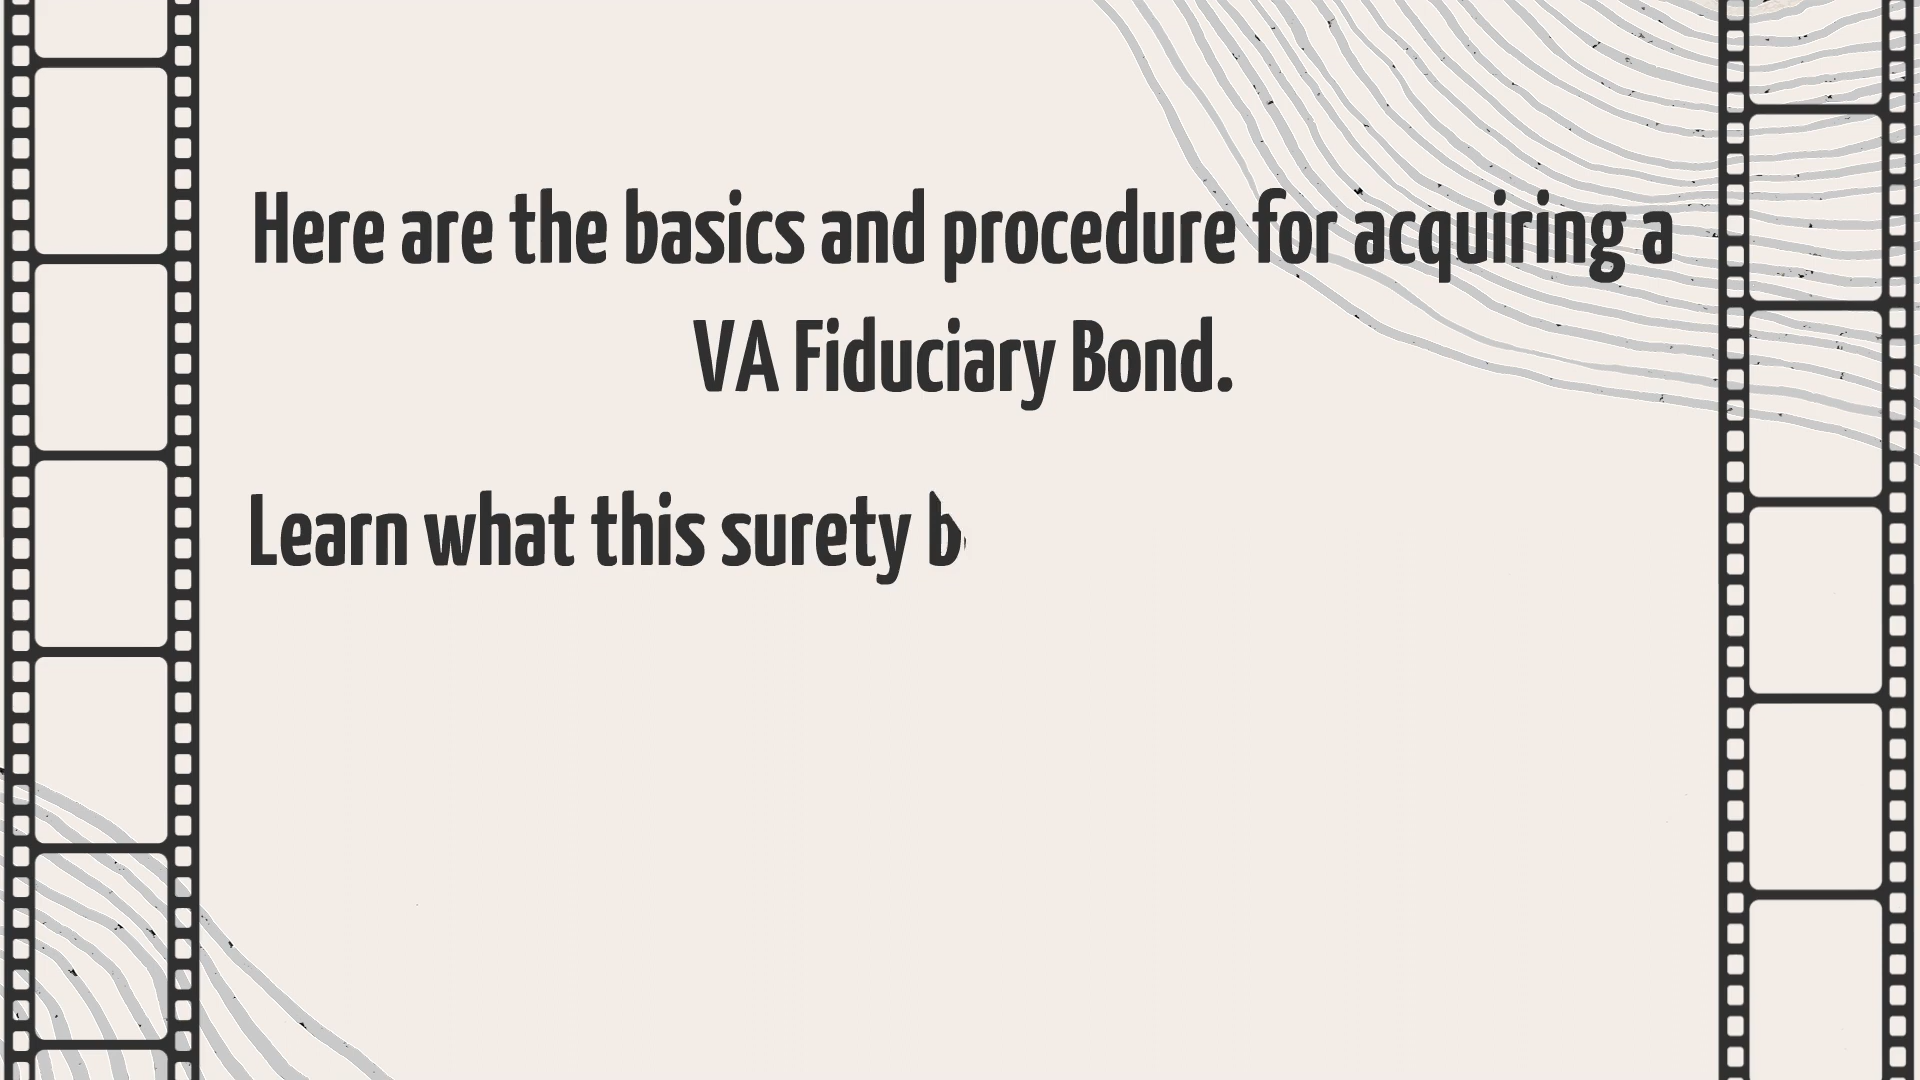 Here are the basics and procedure for acquiring a
VA Fiduciary Bond.
Learn what this surety b